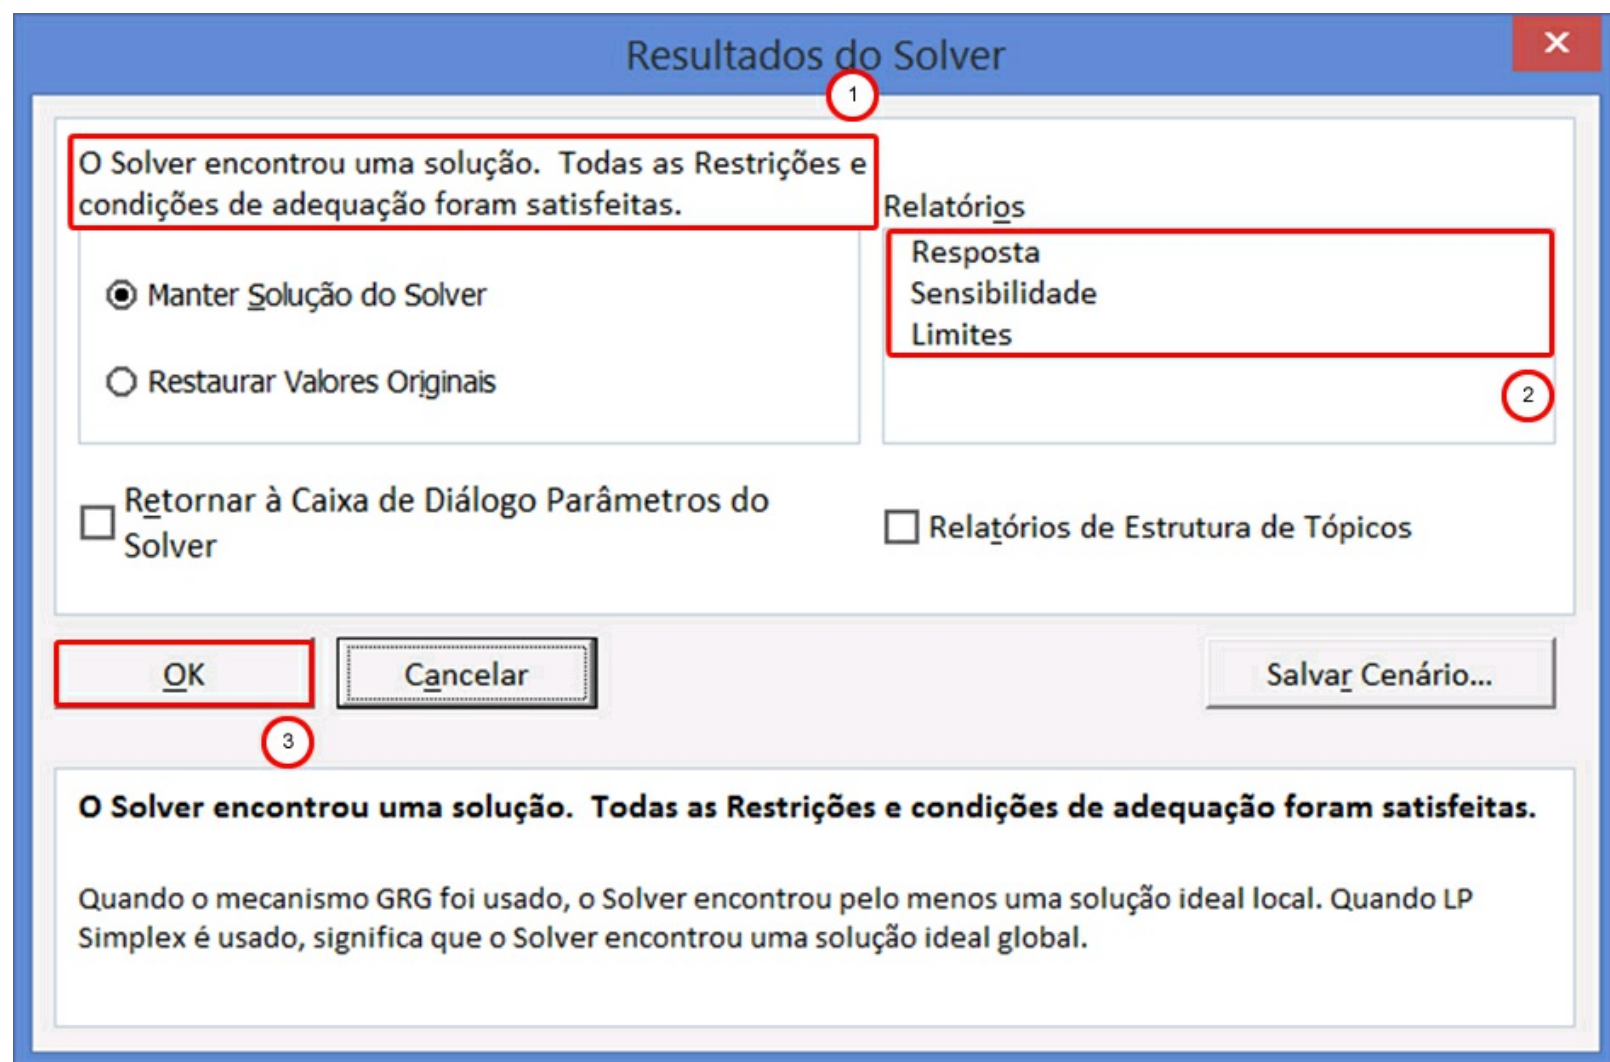 Resultados do Solver
1
O Solver encontrou uma solução.  Todas as Restrições e
condições de adequação foram satisfeitas.
Manter Solução do Solver
Restaurar Valores Originais
Relatórios
Resposta
Sensibilidade
Limites
2
Retornar à Caixa de Diálogo Parâmetros do
Solver
Relatórios de Estrutura de Tópicos
OK
Cancelar
Salvar Cenário...
3
O Solver encontrou uma solução.  Todas as Restrições e condições de adequação foram satisfeitas.
Quando o mecanismo GRG foi usado, o Solver encontrou pelo menos uma solução ideal local. Quando LP
Simplex é usado, significa que o Solver encontrou uma solução ideal global.